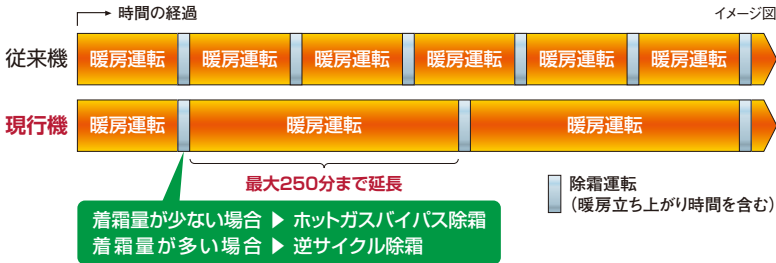 時間の経過
イメージ図
従来機 暖房運転 暖房運転 暖房運転 暖房運転 暖房運転 暖房運転
現行機 暖房運転 暖房運転 暖房運転
最大250分まで延長
除霜運転
(暖房立ち上がり時間を含む)
着霜量が少ない場合 ▶ ホットガスバイパス除霜
着霜量が多い場合 ▶ 逆サイクル除霜